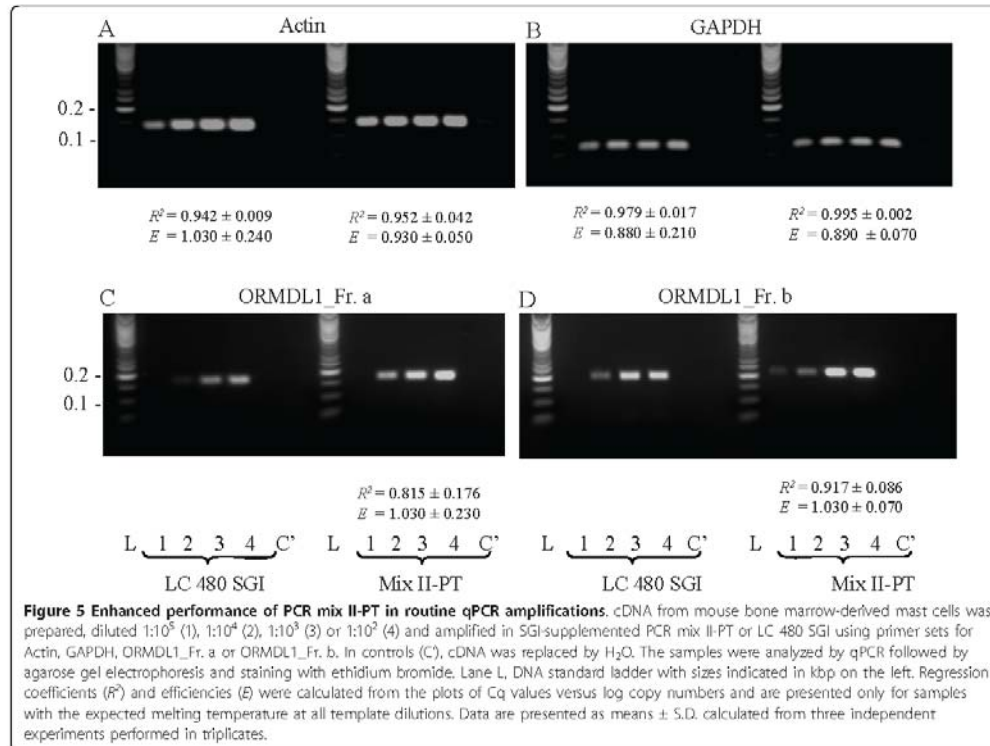 A Actin
B GAPDH
0.2 -
0.1 -
R² = 0.942 ± 0.009
E = 1.030 ± 0.240
R² = 0.952 ± 0.042
E = 0.930 ± 0.050
R² = 0.979 ± 0.017
E = 0.880 ± 0.210
R² = 0.995 ± 0.002
E = 0.890 ± 0.070
C ORMDL1_Fr. a
D ORMDL1_Fr. b
0.2 -
0.1 -
R² = 0.815 ± 0.176
E = 1.030 ± 0.230
R² = 0.917 ± 0.086
E = 1.030 ± 0.070
L 1 2 3 4 C' L 1 2 3 4 C' L 1 2 3 4 C' L 1 2 3 4 C'
LC 480 SGI Mix II-PT LC 480 SGI Mix II-PT
Figure 5 Enhanced performance of PCR mix II-PT in routine qPCR amplifications. cDNA from mouse bone marrow-derived mast cells was
prepared, diluted 1:10⁵ (1), 1:10⁴ (2), 1:10³ (3) or 1:10² (4) and amplified in SGI-supplemented PCR mix II-PT or LC 480 SGI using primer sets for
Actin, GAPDH, ORMDL1_Fr. a or ORMDL1_Fr. b. In controls (C'), cDNA was replaced by H₂O. The samples were analyzed by qPCR followed by
agarose gel electrophoresis and staining with ethidium bromide. Lane L, DNA standard ladder with sizes indicated in kbp on the left. Regression
coefficients (R²) and efficiencies (E) were calculated from the plots of Cq values versus log copy numbers and are presented only for samples
with the expected melting temperature at all template dilutions. Data are presented as means ± S.D. calculated from three independent
experiments performed in triplicates.